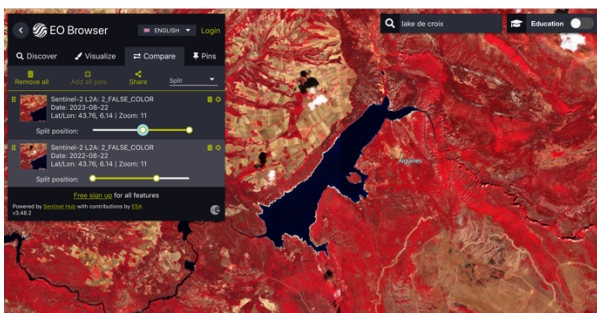 EO Browser
ENGLISH
Login
lake de croix
Education
Discover
Visualize
Compare
Pins
Remove all
Add all pins
Share
Split
Sentinel-2 L2A: 2_FALSE_COLOR
Date: 2023-08-22
Lat/Lon: 43.76, 6.14 | Zoom: 11
Split position:
Sentinel-2 L2A: 2_FALSE_COLOR
Date: 2022-08-22
Lat/Lon: 43.76, 6.14 | Zoom: 11
Split position:
Free sign up for all features
Powered by Sentinel Hub with contributions by ESA
v3.48.2
Aiguines